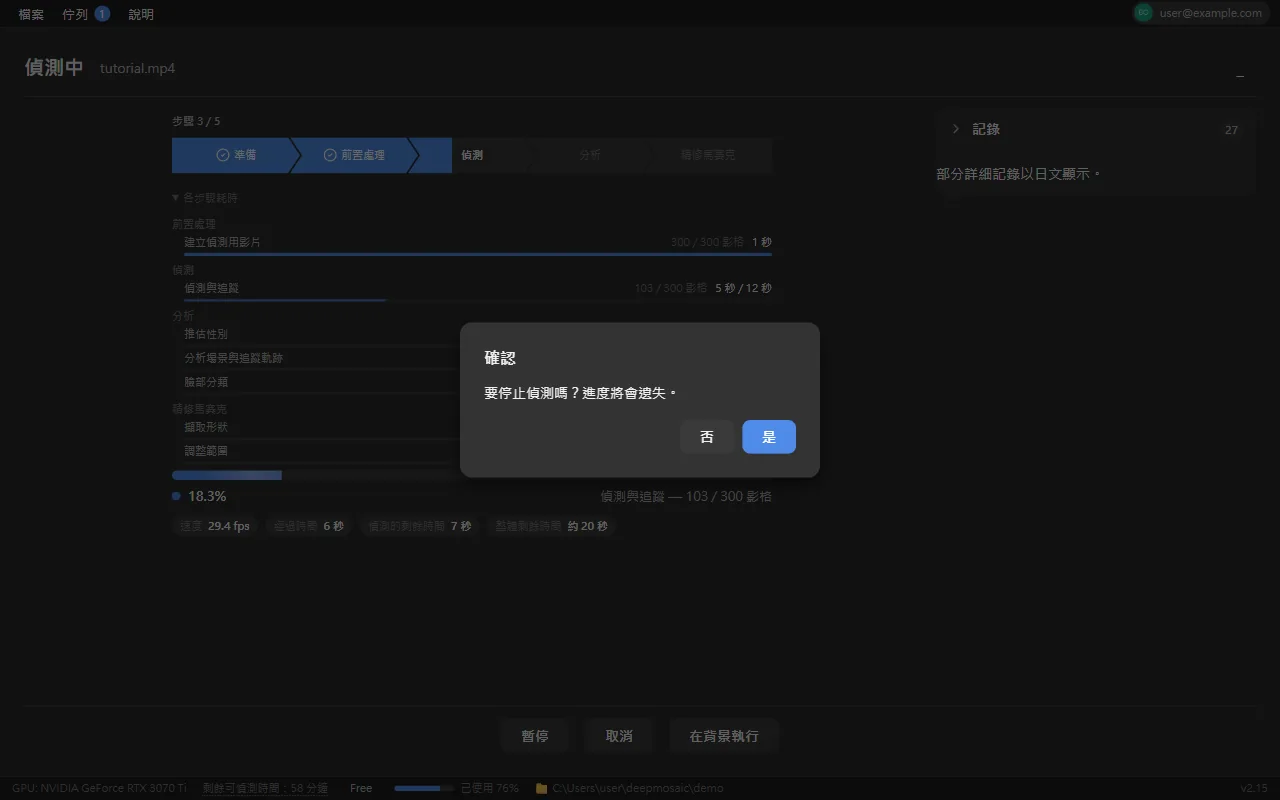 檔案 佇列 1 說明 user@example.com
偵測中 tutorial.mp4
步驟 3 / 5
準備 前置處理 偵測 分析 精修馬賽克
記錄 27
部分詳細記錄以日文顯示。
▼ 各步驟耗時
前置處理
建立偵測用影片 300 / 300 影格 1 秒
偵測
偵測與追蹤 103 / 300 影格 5 秒 / 12 秒
分析
推估性別
分析場景與追蹤軌跡
臉部分類
精修馬賽克
擷取形狀
調整範圍
確認
要停止偵測嗎？進度將會遺失。
否 是
18.3% 偵測與追蹤 — 103 / 300 影格
速度 29.4 fps 經過時間 6 秒 偵測的剩餘時間 7 秒 整體剩餘時間 約 20 秒
暫停 取消 在背景執行
GPU: NVIDIA GeForce RTX 3070 Ti 剩餘可偵測時間：58 分鐘 Free 已使用 76% C:\Users\user\deepmosaic\demo v2.15